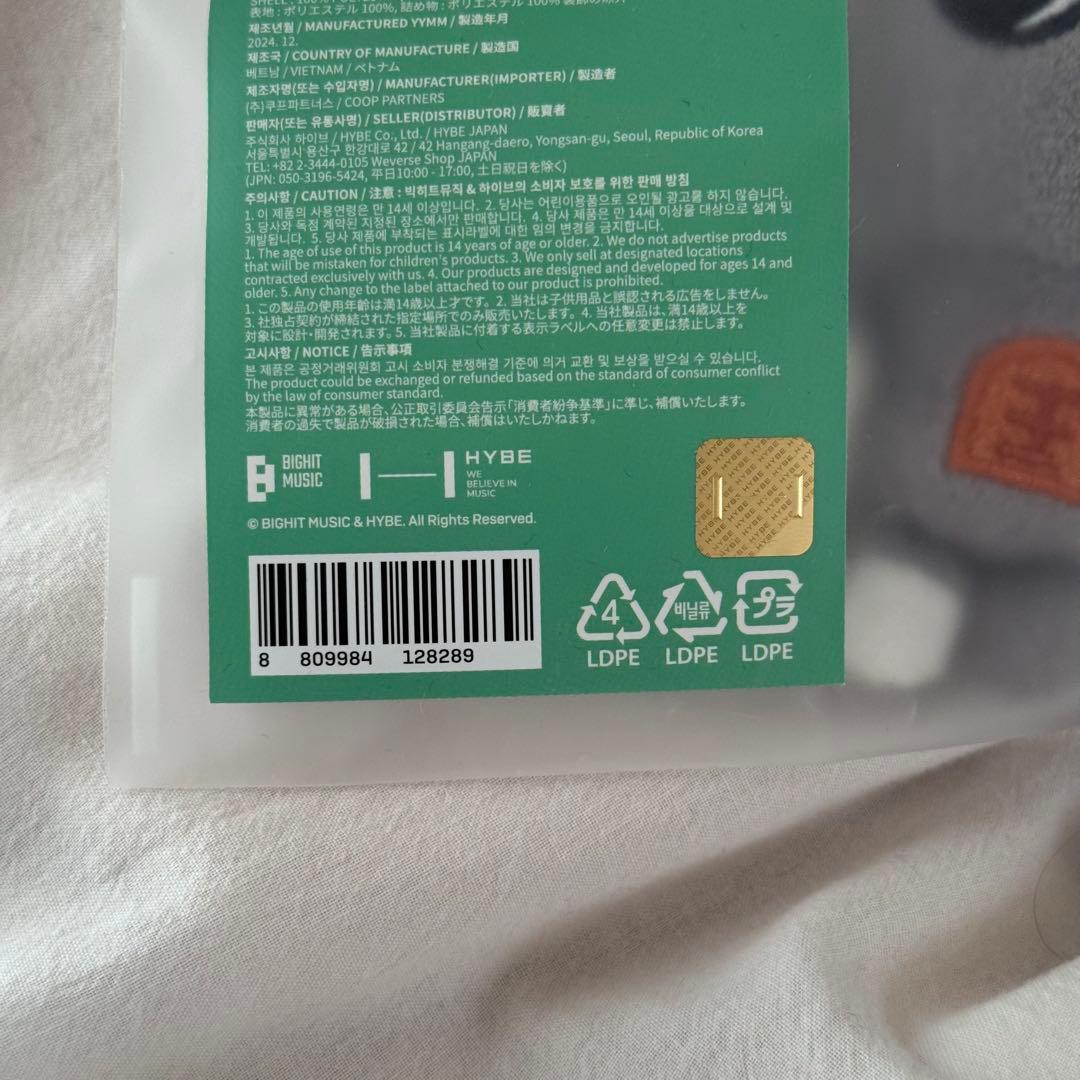 表地 : ポリエステル 100%, 詰め物 : ポリエステル 100%
제조년월 / MANUFACTURED YYMM / 製造年月
2024. 12.
제조국 / COUNTRY OF MANUFACTURE / 製造国
베트남 / VIETNAM / ベトナム
제조자명(또는 수입자명) / MANUFACTURER(IMPORTER) / 製造者
(주)쿠프파트너스 / COOP PARTNERS
판매자(또는 유통사명) / SELLER(DISTRIBUTOR) / 販賣者
주식회사 하이브 / HYBE Co., Ltd. / HYBE JAPAN
서울특별시 용산구 한강대로 42 / 42 Hangang-daero, Yongsan-gu, Seoul, Republic of Korea
TEL: +82 2-3444-0105 Weverse Shop JAPAN
(JPN: 050-3196-5424, 平日10:00 - 17:00, 土日祝日を除く)
주의사항 / CAUTION / 注意 : 빅히트뮤직 & 하이브의 소비자 보호를 위한 판매 방침
1. 이 제품의 사용연령은 만 14세 이상입니다. 2. 당사는 어린이용품으로 오인될 광고를 하지 않습니다.
3. 당사와 독점 계약된 지정된 장소에서만 판매합니다. 4. 당사 제품은 만 14세 이상을 대상으로 설계 및
개발됩니다. 5. 당사 제품에 부착되는 표시라벨에 대한 임의 변경을 금지합니다.
1. The age of use of this product is 14 years of age or older. 2. We do not advertise products
that will be mistaken for children's products. 3. We only sell at designated locations
contracted exclusively with us. 4. Our products are designed and developed for ages 14 and
older. 5. Any change to the label attached to our product is prohibited.
1. この製品の使用年齢は満14歳以上才です。2. 当社は子供用品と誤認される広告をしません。
3. 社独占契約が締結された指定場所でのみ販売いたします。4. 当社製品は、満14歳以上を
対象に設計・開発されます。5. 当社製品に付着する表示ラベルへの任意変更は禁止します。
고시사항 / NOTICE / 告示事項
본 제품은 공정거래위원회 고시 소비자 분쟁해결 기준에 의거 교환 및 보상을 받으실 수 있습니다.
The product could be exchanged or refunded based on the standard of consumer conflict
by the law of consumer standard.
本製品に異常がある場合、公正取引委員会告示「消費者紛争基準」に準じ、補償いたします。
消費者の過失で製品が破損された場合、補償はいたしかねます。
BIGHIT
MUSIC
HYBE
WE
BELIEVE IN
MUSIC
© BIGHIT MUSIC & HYBE. All Rights Reserved.
8 809984 128289
4
LDPE
비닐류
LDPE
プラ
LDPE